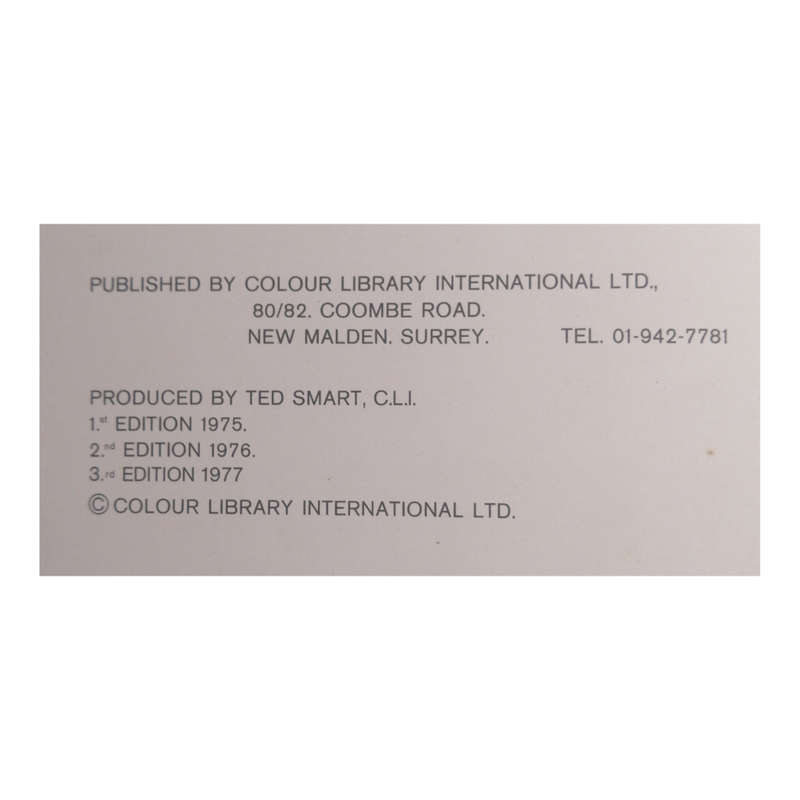 PUBLISHED BY COLOUR LIBRARY INTERNATIONAL LTD.,
80/82. COOMBE ROAD.
NEW MALDEN. SURREY. TEL. 01-942-7781
PRODUCED BY TED SMART, C.L.I.
1.st EDITION 1975.
2.nd EDITION 1976.
3.rd EDITION 1977
© COLOUR LIBRARY INTERNATIONAL LTD.